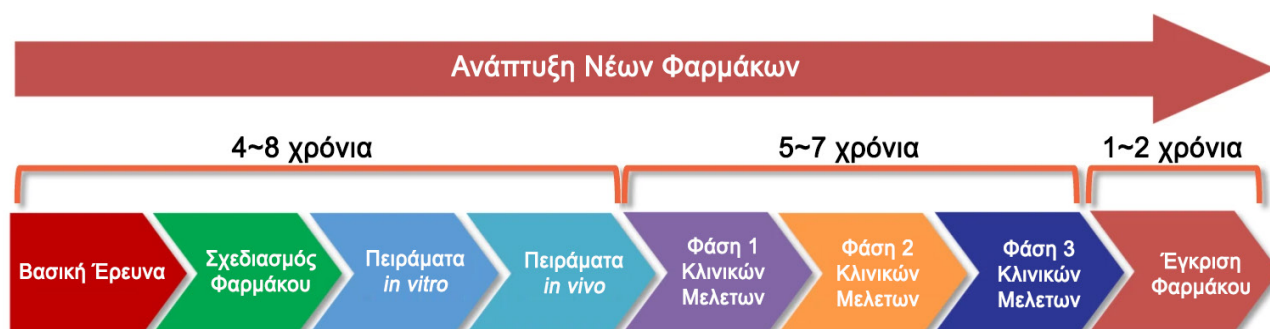 Ανάπτυξη Νέων Φαρμάκων
4~8 χρόνια
5~7 χρόνια
1~2 χρόνια
Βασική Έρευνα
Σχεδιασμός
Φαρμάκου
Πειράματα
in vitro
Πειράματα
in vivo
Φάση 1
Κλινικών
Μελετων
Φάση 2
Κλινικών
Μελετων
Φάση 3
Κλινικών
Μελετων
Έγκριση
Φαρμάκου